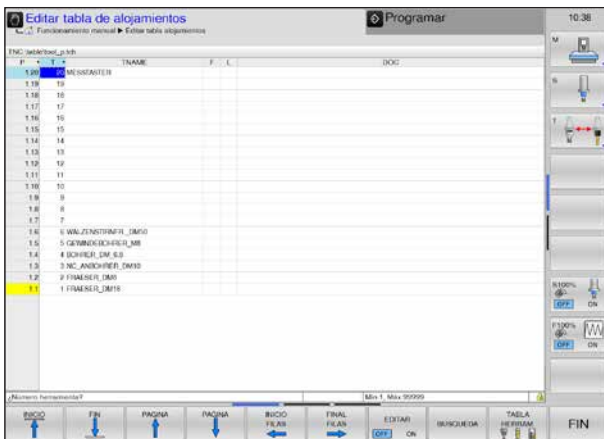 Editar tabla de alojamientos
Programar
10:38
Funcionamiento manual ▶ Editar tabla alojamientos
TNC:\table\tool_p.tch
P T TNAME F L DOC
1.20 20 MESSTASTER
1.19 19
1.18 18
1.17 17
1.16 16
1.15 15
1.14 14
1.13 13
1.12 12
1.11 11
1.10 10
1.9 9
1.8 8
1.7 7
1.6 6 WALZENSTIRNFR._DM50
1.5 5 GEWINDEBOHRER_M8
1.4 4 BOHRER_DM_6.8
1.3 3 NC_ANBOHRER_DM10
1.2 2 FRAESER_DM8
1.1 1 FRAESER_DM16
M
S
T
S100%
OFF ON
F100%
OFF ON
¿Número herramienta?
Mín 1, Máx 99999
INICIO
FIN
PAGINA
PAGINA
INICIO FILAS
FINAL FILAS
EDITAR
OFF ON
BUSQUEDA
TABLA HERRAM.
FIN